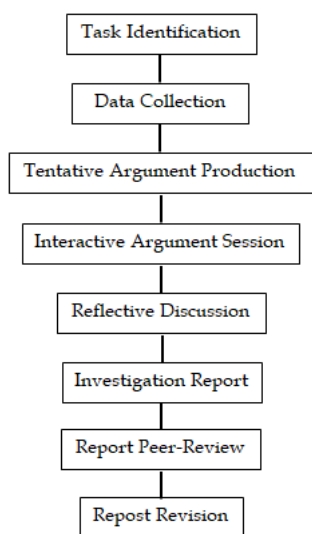 Task Identification
Data Collection
Tentative Argument Production
Interactive Argument Session
Reflective Discussion
Investigation Report
Report Peer-Review
Repost Revision